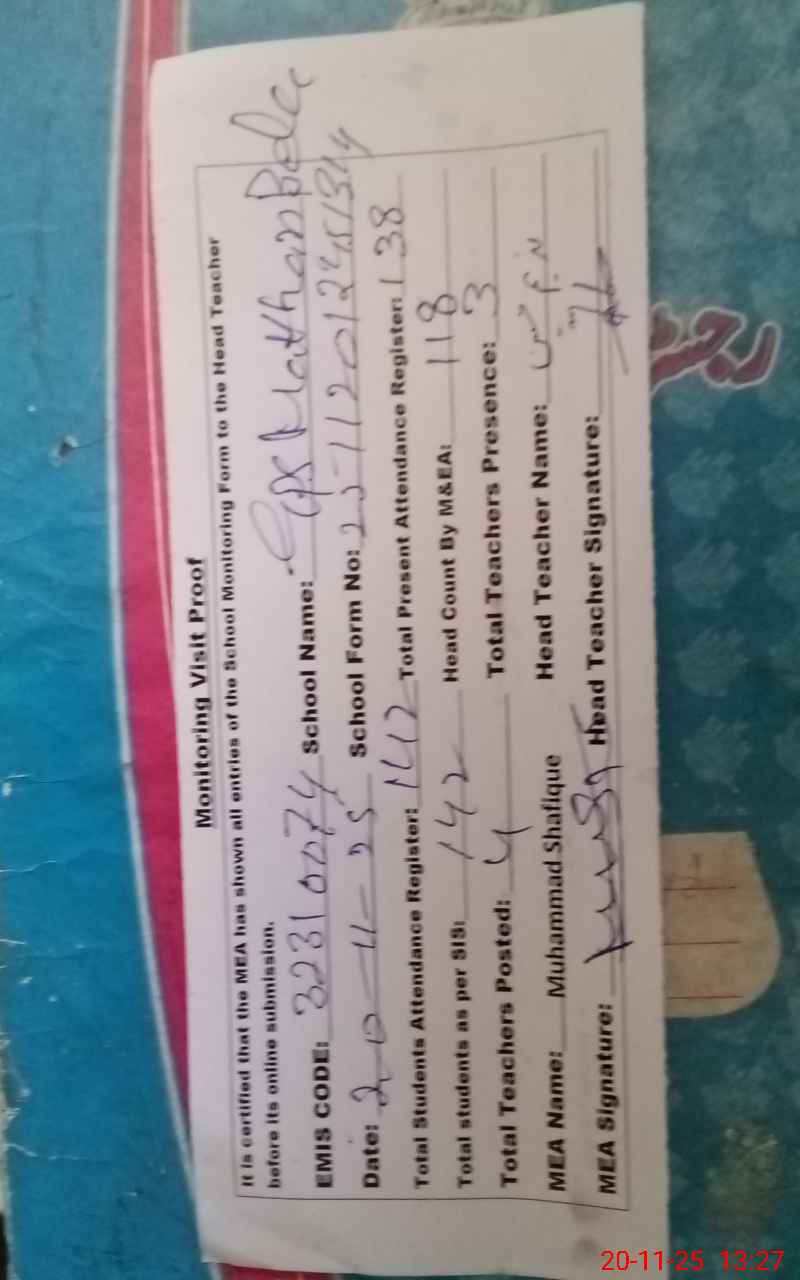 Monitoring Visit Proof
It is certified that the MEA has shown all entries of the School Monitoring Form to the Head Teacher
before its online submission.
EMIS CODE: 32310074 School Name: GPS
Date: 20-11-25 School Form No:
Total Students Attendance Register: 142 Total Present Attendance Register: 138
Total students as per SIS: 142 Head Count By M&EA: 118
Total Teachers Posted: 4 Total Teachers Presence: 3
MEA Name: Muhammad Shafique Head Teacher Name:
MEA Signature: Head Teacher Signature:
رجسٹر
20-11-25 13:27